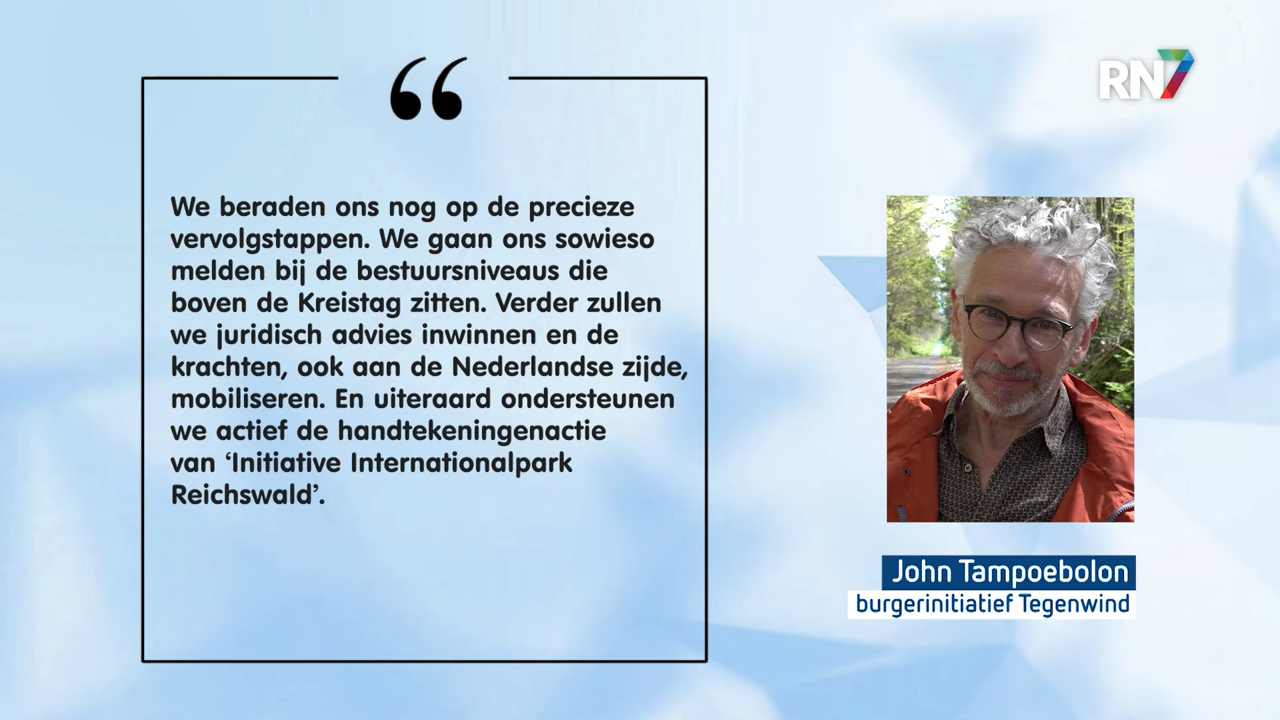 RN7
“
We beraden ons nog op de precieze
vervolgstappen. We gaan ons sowieso
melden bij de bestuursniveaus die
boven de Kreistag zitten. Verder zullen
we juridisch advies inwinnen en de
krachten, ook aan de Nederlandse zijde,
mobiliseren. En uiteraard ondersteunen
we actief de handtekeningenactie
van ‘Initiative Internationalpark
Reichswald’.
John Tampoebolon
burgerinitiatief Tegenwind